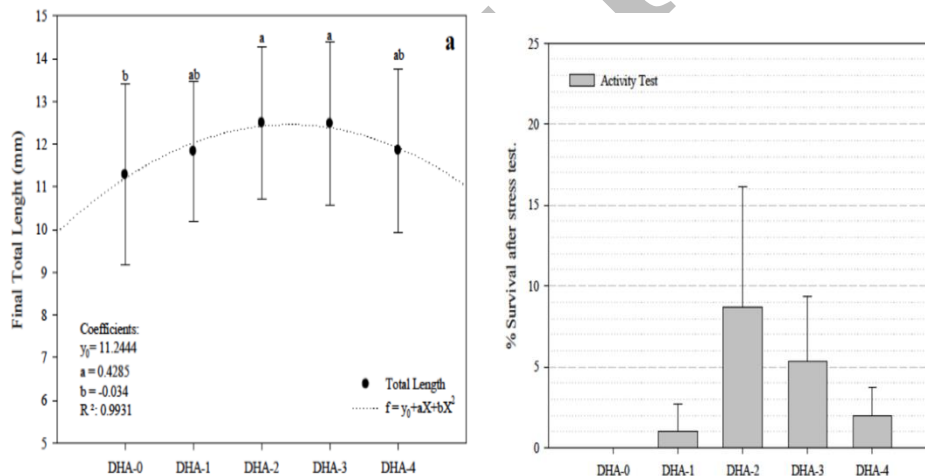 15
14
13
12
11
10
9
8
7
6
5
Final Total Lenght (mm)
a
b
ab
a
a
ab
Coefficients:
y₀= 11.2444
a = 0.4285
b = -0.034
R²: 0.9931
Total Length
f = y₀+aX+bX²
DHA-0 DHA-1 DHA-2 DHA-3 DHA-4
25
20
15
10
5
0
% Survival after stress test.
Activity Test
DHA-0 DHA-1 DHA-2 DHA-3 DHA-4